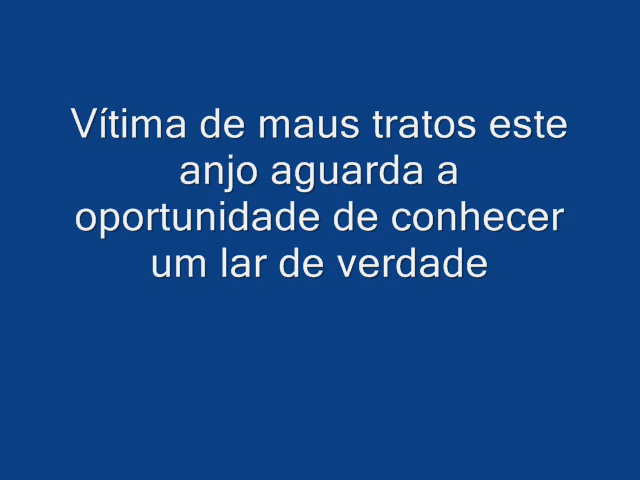 Vítima de maus tratos este
anjo aguarda a
oportunidade de conhecer
um lar de verdade